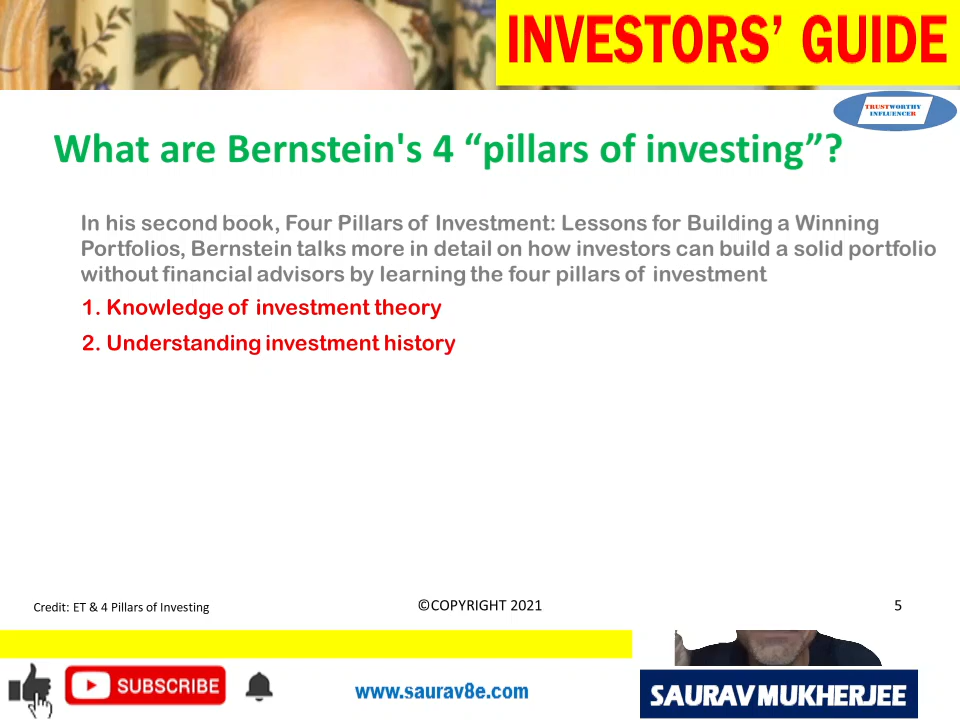 INVESTORS’ GUIDE
TRUSTWORTHY
INFLUENCER
What are Bernstein's 4 “pillars of investing”?
In his second book, Four Pillars of Investment: Lessons for Building a Winning
Portfolios, Bernstein talks more in detail on how investors can build a solid portfolio
without financial advisors by learning the four pillars of investment
1. Knowledge of investment theory
2. Understanding investment history
Credit: ET & 4 Pillars of Investing
©COPYRIGHT 2021
5
SUBSCRIBE
www.saurav8e.com
SAURAV MUKHERJEE